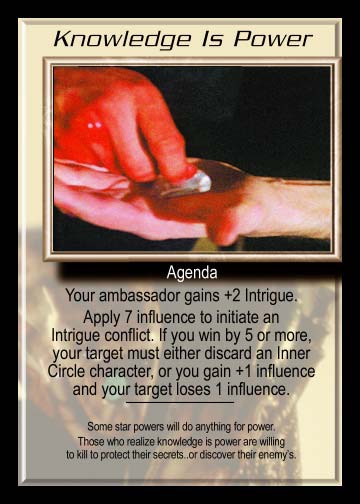 Knowledge Is Power
Agenda
Your ambassador gains +2 Intrigue.
Apply 7 influence to initiate an
Intrigue conflict. If you win by 5 or more,
your target must either discard an Inner
Circle character, or you gain +1 influence
and your target loses 1 influence.
Some star powers will do anything for power.
Those who realize knowledge is power are willing
to kill to protect their secrets..or discover their enemy's.